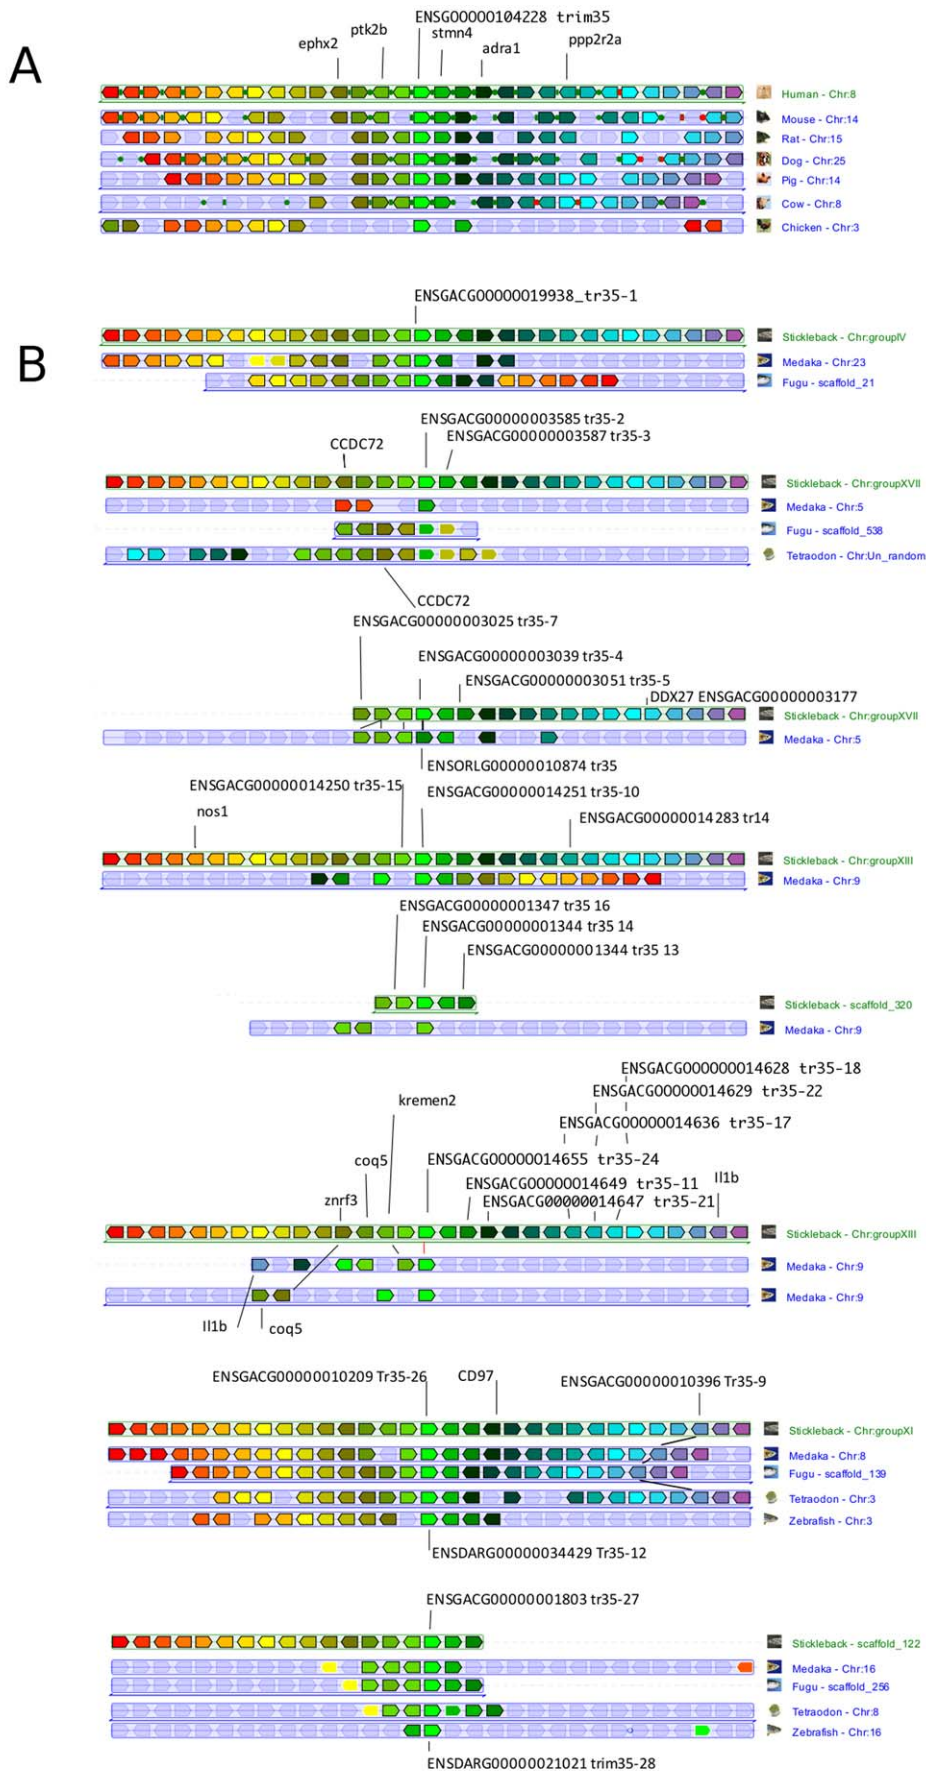 A
ENSG00000104228 trim35
ptk2b
stmn4
ephx2
adra1
ppp2r2a
Human - Chr:8
Mouse - Chr:14
Rat - Chr:15
Dog - Chr:25
Pig - Chr:14
Cow - Chr:8
Chicken - Chr:3
B
ENSGACG00000019938_tr35-1
Stickleback - Chr:groupIV
Medaka - Chr:23
Fugu - scaffold_21
ENSGACG00000003585 tr35-2
ENSGACG00000003587 tr35-3
CCDC72
Stickleback - Chr:groupXVII
Medaka - Chr:5
Fugu - scaffold_538
Tetraodon - Chr:Un_random
CCDC72
ENSGACG00000003025 tr35-7
ENSGACG00000003039 tr35-4
ENSGACG00000003051 tr35-5
DDX27 ENSGACG00000003177
Stickleback - Chr:groupXVII
Medaka - Chr:5
ENSORLG00000010874 tr35
ENSGACG00000014250 tr35-15
ENSGACG00000014251 tr35-10
nos1
ENSGACG00000014283 tr14
Stickleback - Chr:groupXIII
Medaka - Chr:9
ENSGACG00000001347 tr35 16
ENSGACG00000001344 tr35 14
ENSGACG00000001344 tr35 13
Stickleback - scaffold_320
Medaka - Chr:9
ENSGACG000000014628 tr35-18
ENSGACG00000014629 tr35-22
kremen2
ENSGACG00000014636 tr35-17
coq5
ENSGACG00000014655 tr35-24
ENSGACG00000014649 tr35-11
Il1b
znrf3
ENSGACG00000014647 tr35-21
Stickleback - Chr:groupXIII
Medaka - Chr:9
Medaka - Chr:9
Il1b
coq5
ENSGACG00000010209 Tr35-26
CD97
ENSGACG00000010396 Tr35-9
Stickleback - Chr:groupXI
Medaka - Chr:8
Fugu - scaffold_139
Tetraodon - Chr:3
Zebrafish - Chr:3
ENSDARG00000034429 Tr35-12
ENSGACG00000001803 tr35-27
Stickleback - scaffold_122
Medaka - Chr:16
Fugu - scaffold_256
Tetraodon - Chr:8
Zebrafish - Chr:16
ENSDARG00000021021 trim35-28